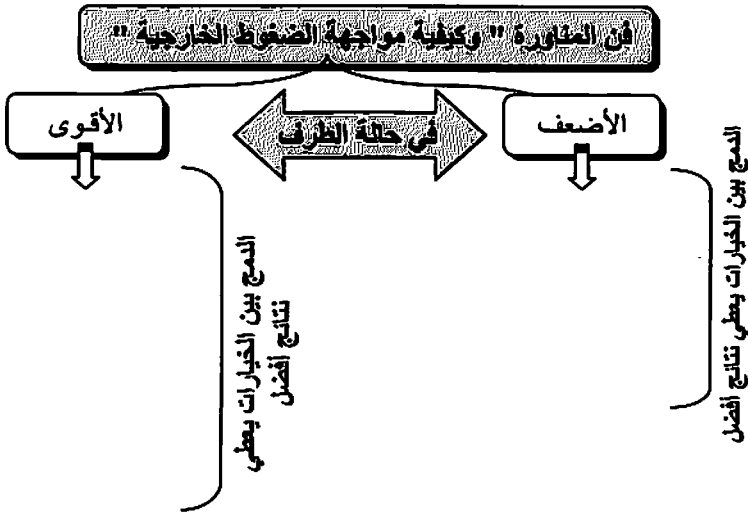 فن المناورة " وكيفية مواجهة الضغوط الخارجية "
الأضعف
في حالة الطرف
الأقوى
الدمج بين الخيارات يعطي نتائج أفضل
الدمج بين الخيارات يعطي
نتائج أفضل